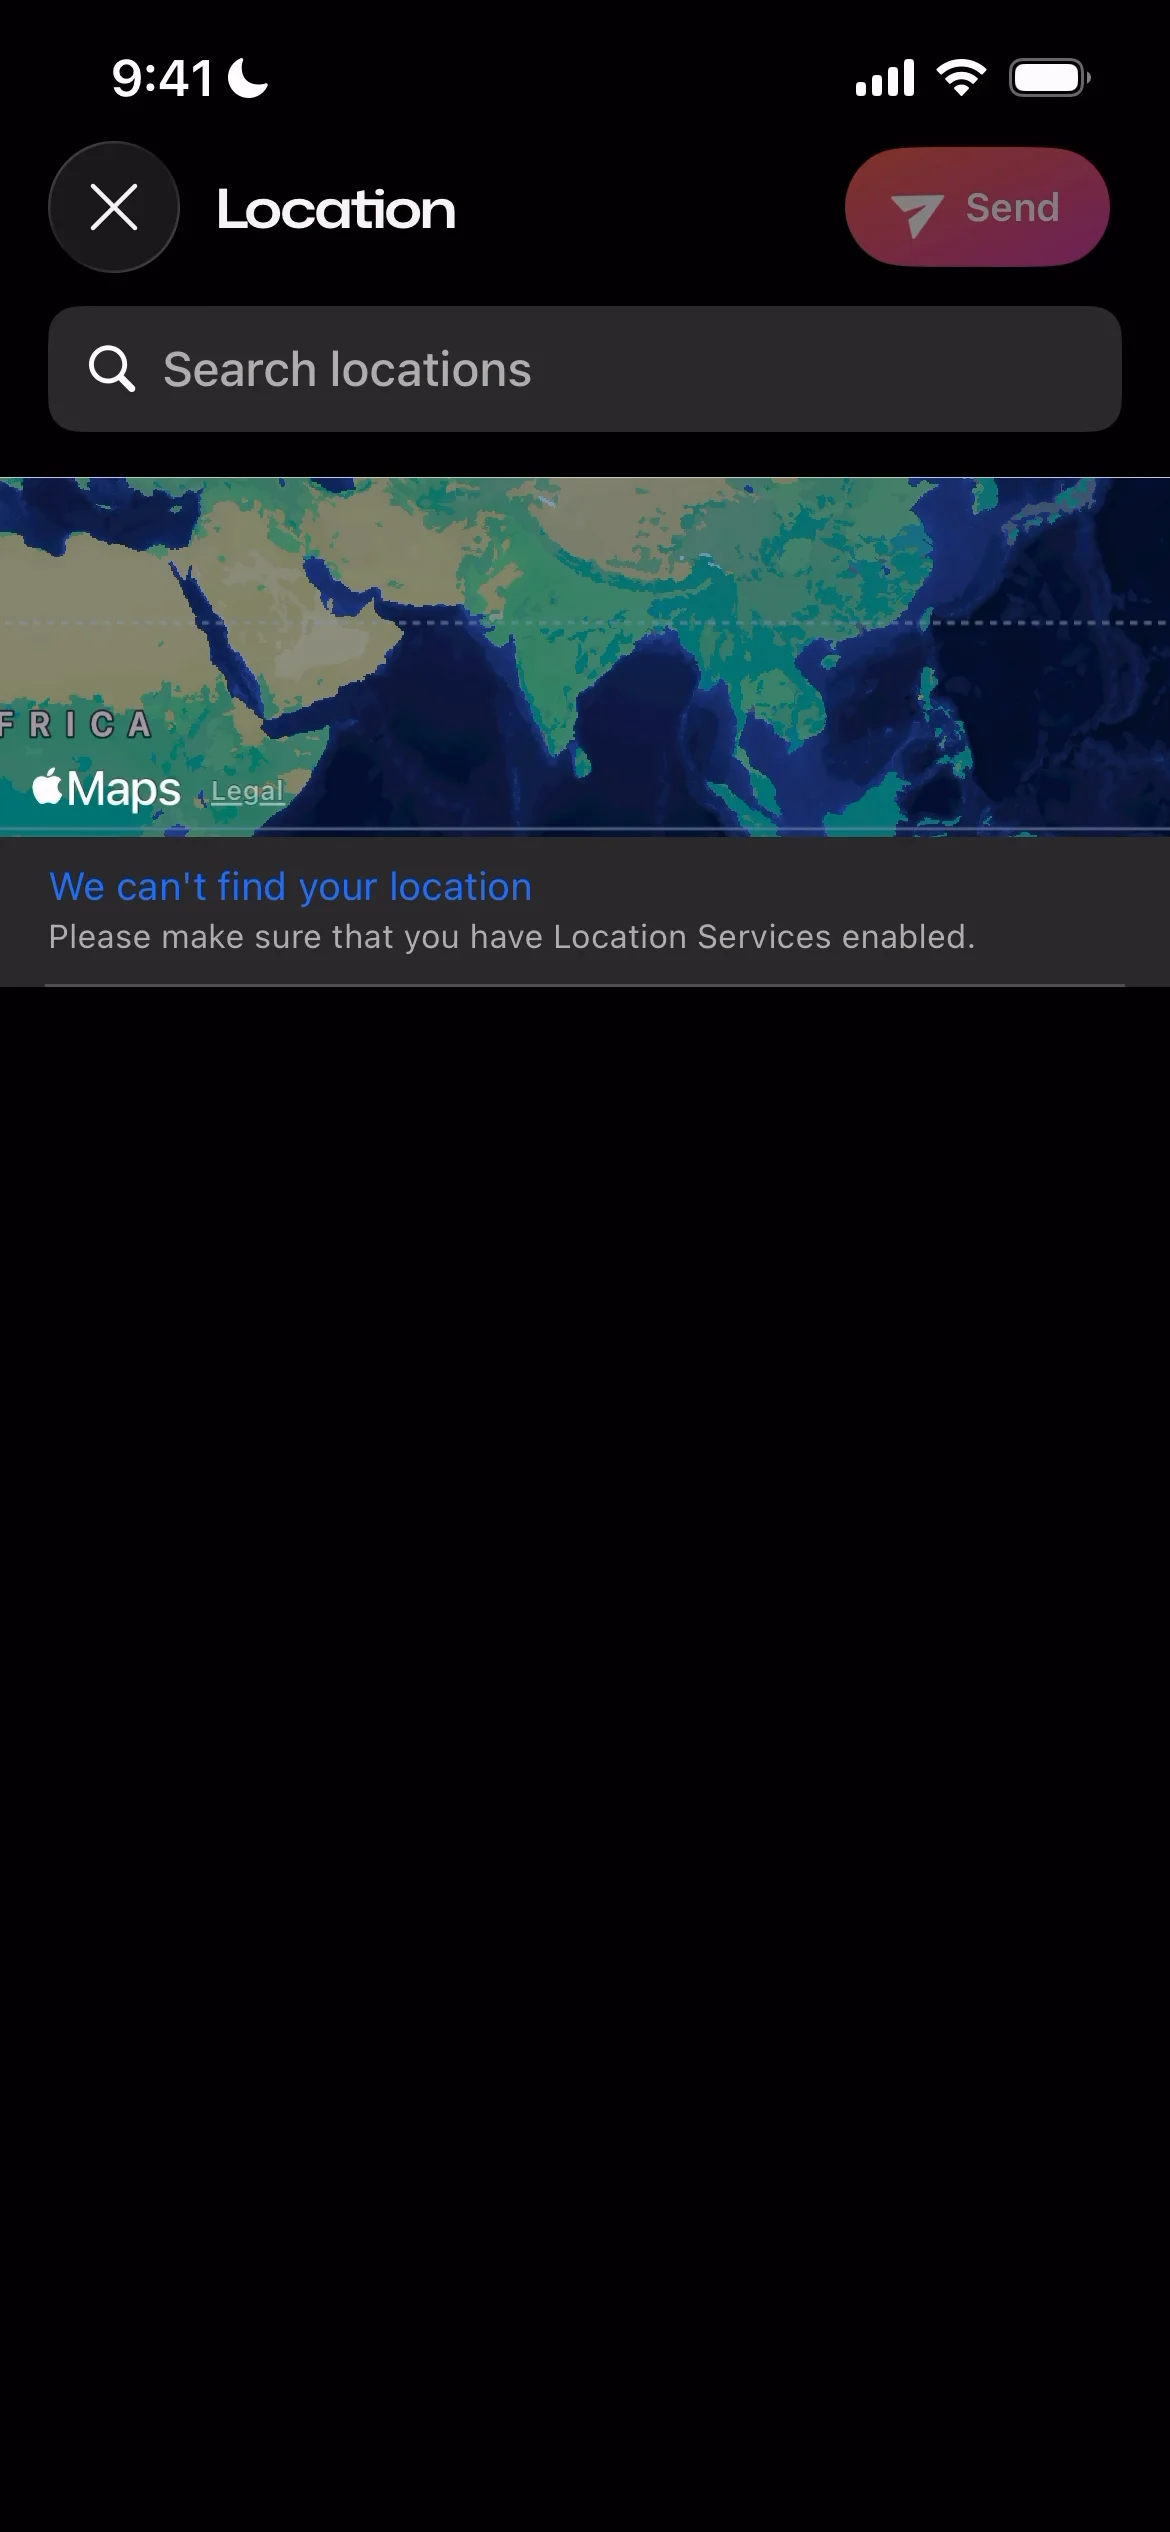 9:41
Location
Send
Search locations
FRICA
Maps
Legal
We can't find your location
Please make sure that you have Location Services enabled.